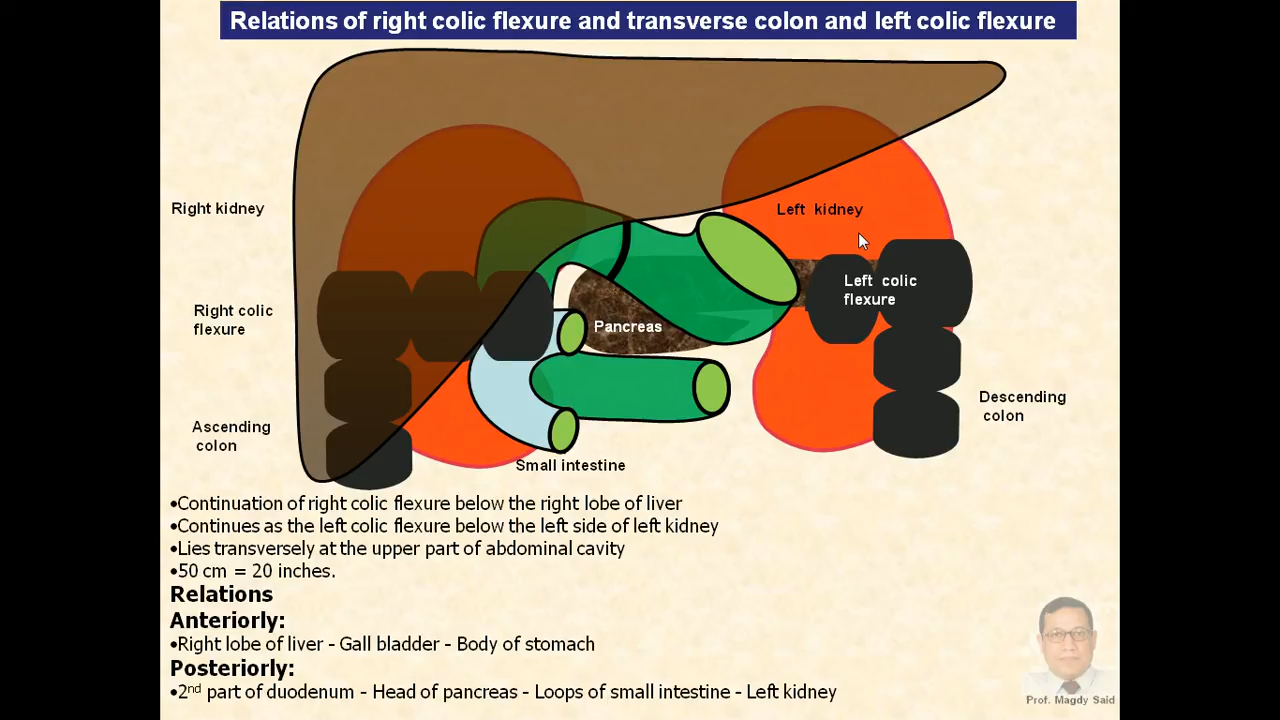 Relations of right colic flexure and transverse colon and left colic flexure
Right kidney
Left kidney
Right colic
flexure
Left colic
flexure
Pancreas
Ascending
colon
Descending
colon
Small intestine
•Continuation of right colic flexure below the right lobe of liver
•Continues as the left colic flexure below the left side of left kidney
•Lies transversely at the upper part of abdominal cavity
•50 cm = 20 inches.
Relations
Anteriorly:
•Right lobe of liver - Gall bladder - Body of stomach
Posteriorly:
•2nd part of duodenum - Head of pancreas - Loops of small intestine - Left kidney
Prof. Magdy Said